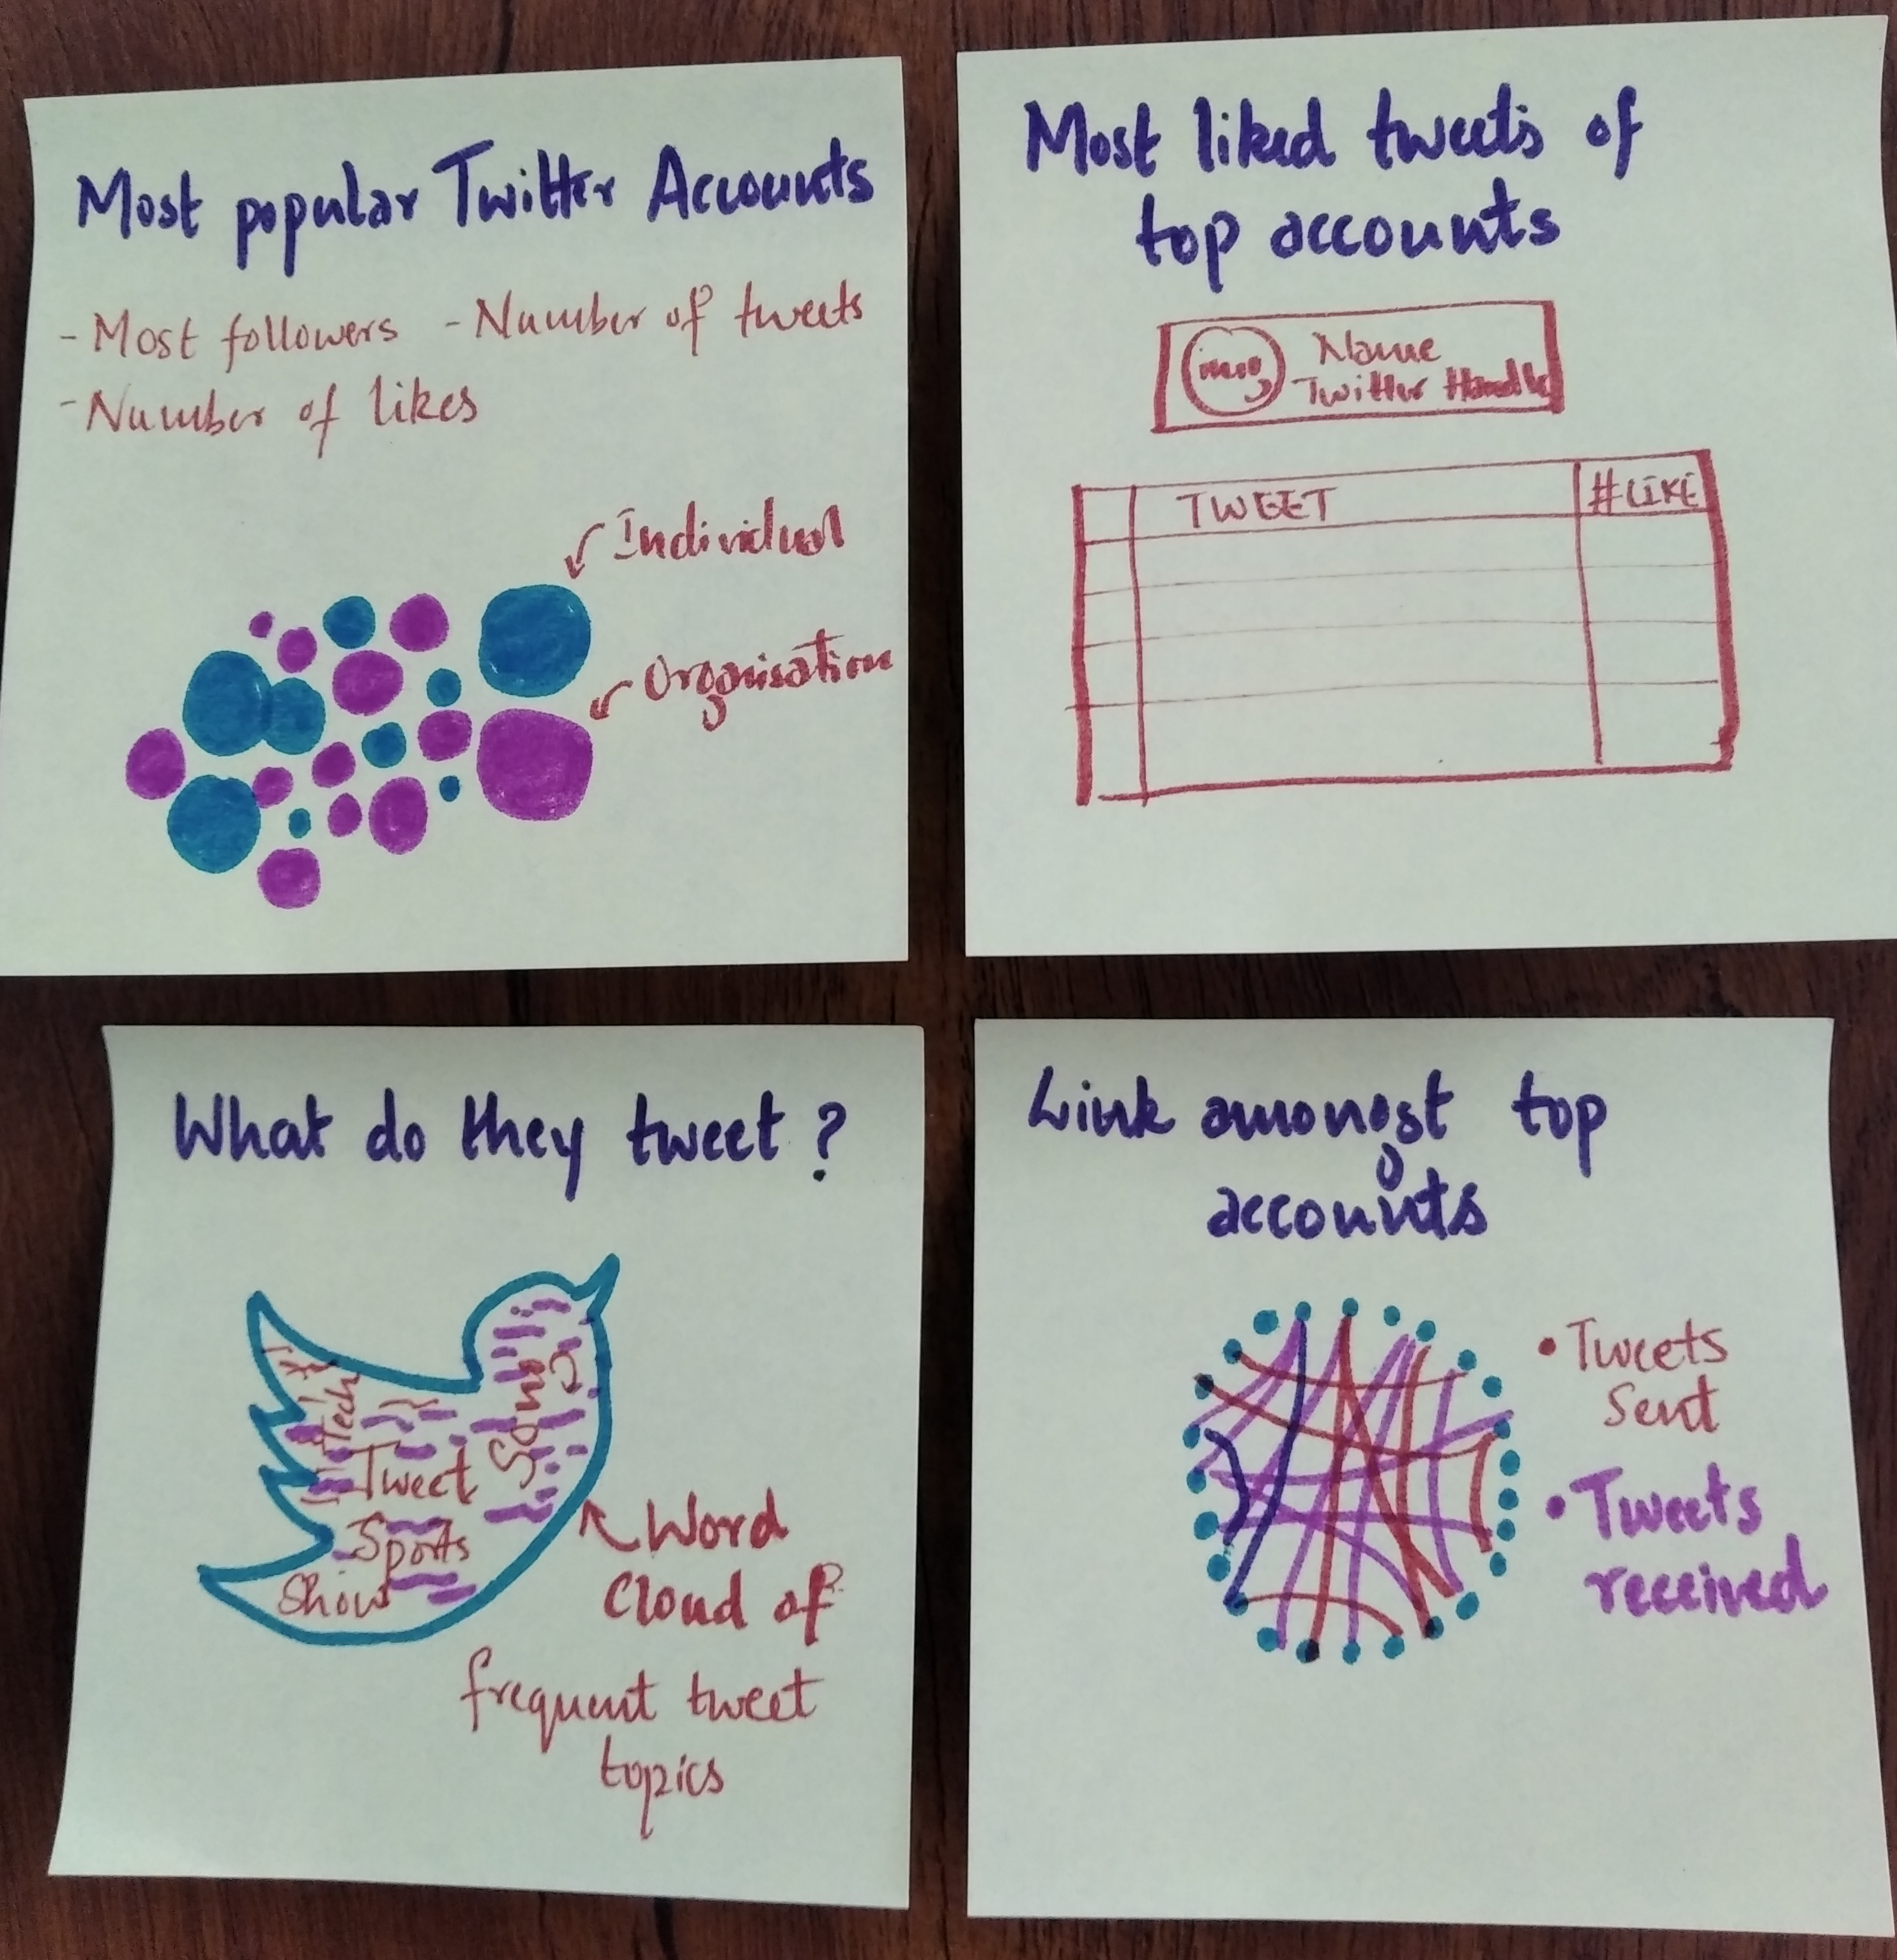 Most popular Twitter Accounts
- Most followers - Number of tweets
- Number of likes
Individual
Organisation
Most liked tweets of
top accounts
img Name
Twitter Handle
TWEET #LIKE
What do they tweet?
Tech
Song
Tweet
Sports
Show
Word
Cloud of
frequent tweet
topics
Link amongst top
accounts
• Tweets
Sent
• Tweets
received